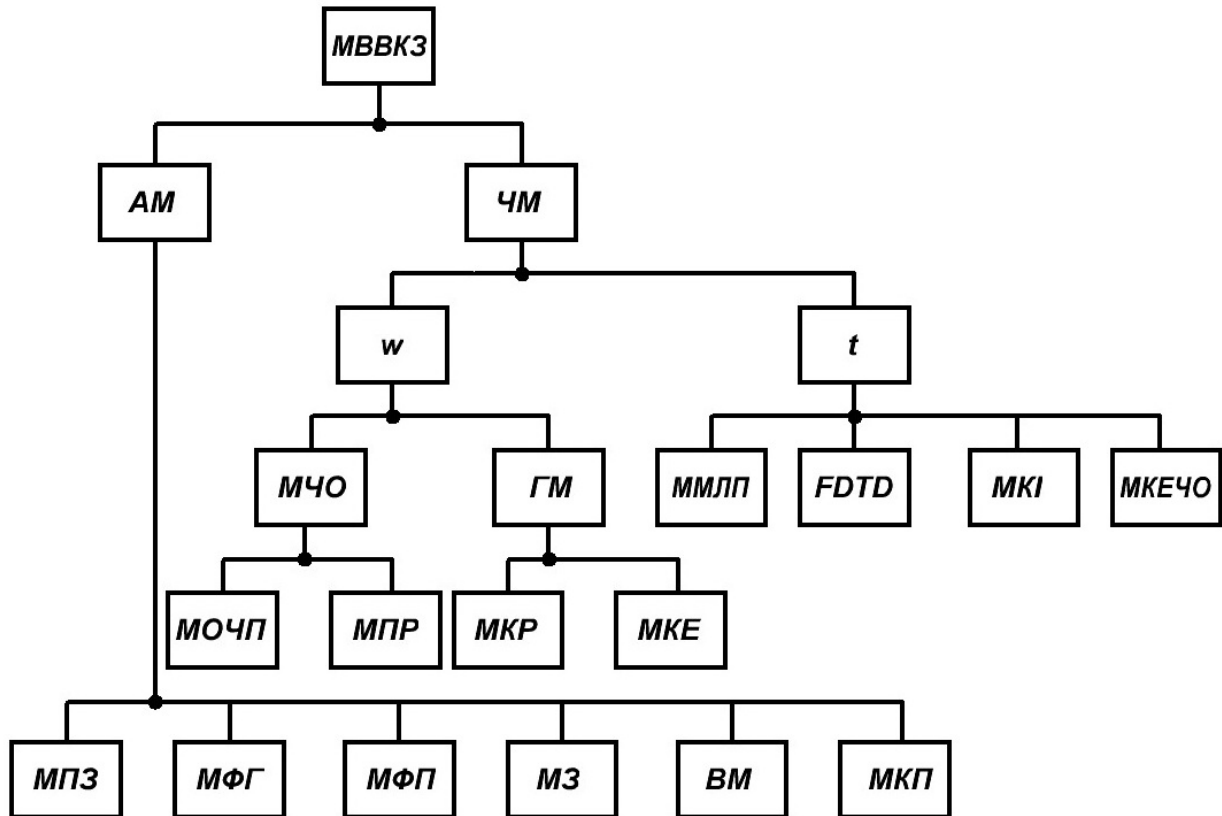 МВВКЗ
АМ
ЧМ
w
t
МЧО
ГМ
ММЛП
FDTD
МКІ
МКЕЧО
МОЧП
МПР
МКР
МКЕ
МПЗ
МФГ
МФП
МЗ
ВМ
МКП